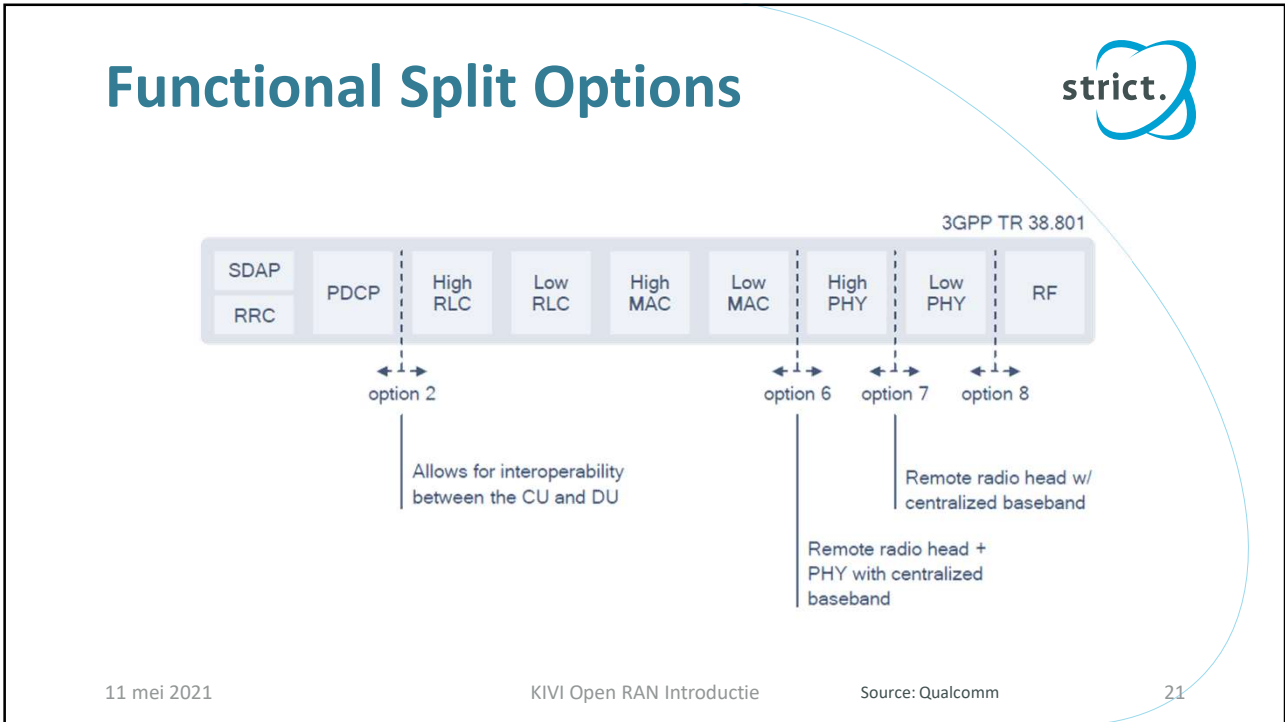 Functional Split Options
strict.
3GPP TR 38.801
SDAP
RRC
PDCP
High
RLC
Low
RLC
High
MAC
Low
MAC
High
PHY
Low
PHY
RF
option 2
option 6
option 7
option 8
Allows for interoperability
between the CU and DU
Remote radio head w/
centralized baseband
Remote radio head +
PHY with centralized
baseband
11 mei 2021
KIVI Open RAN Introductie
Source: Qualcomm
21